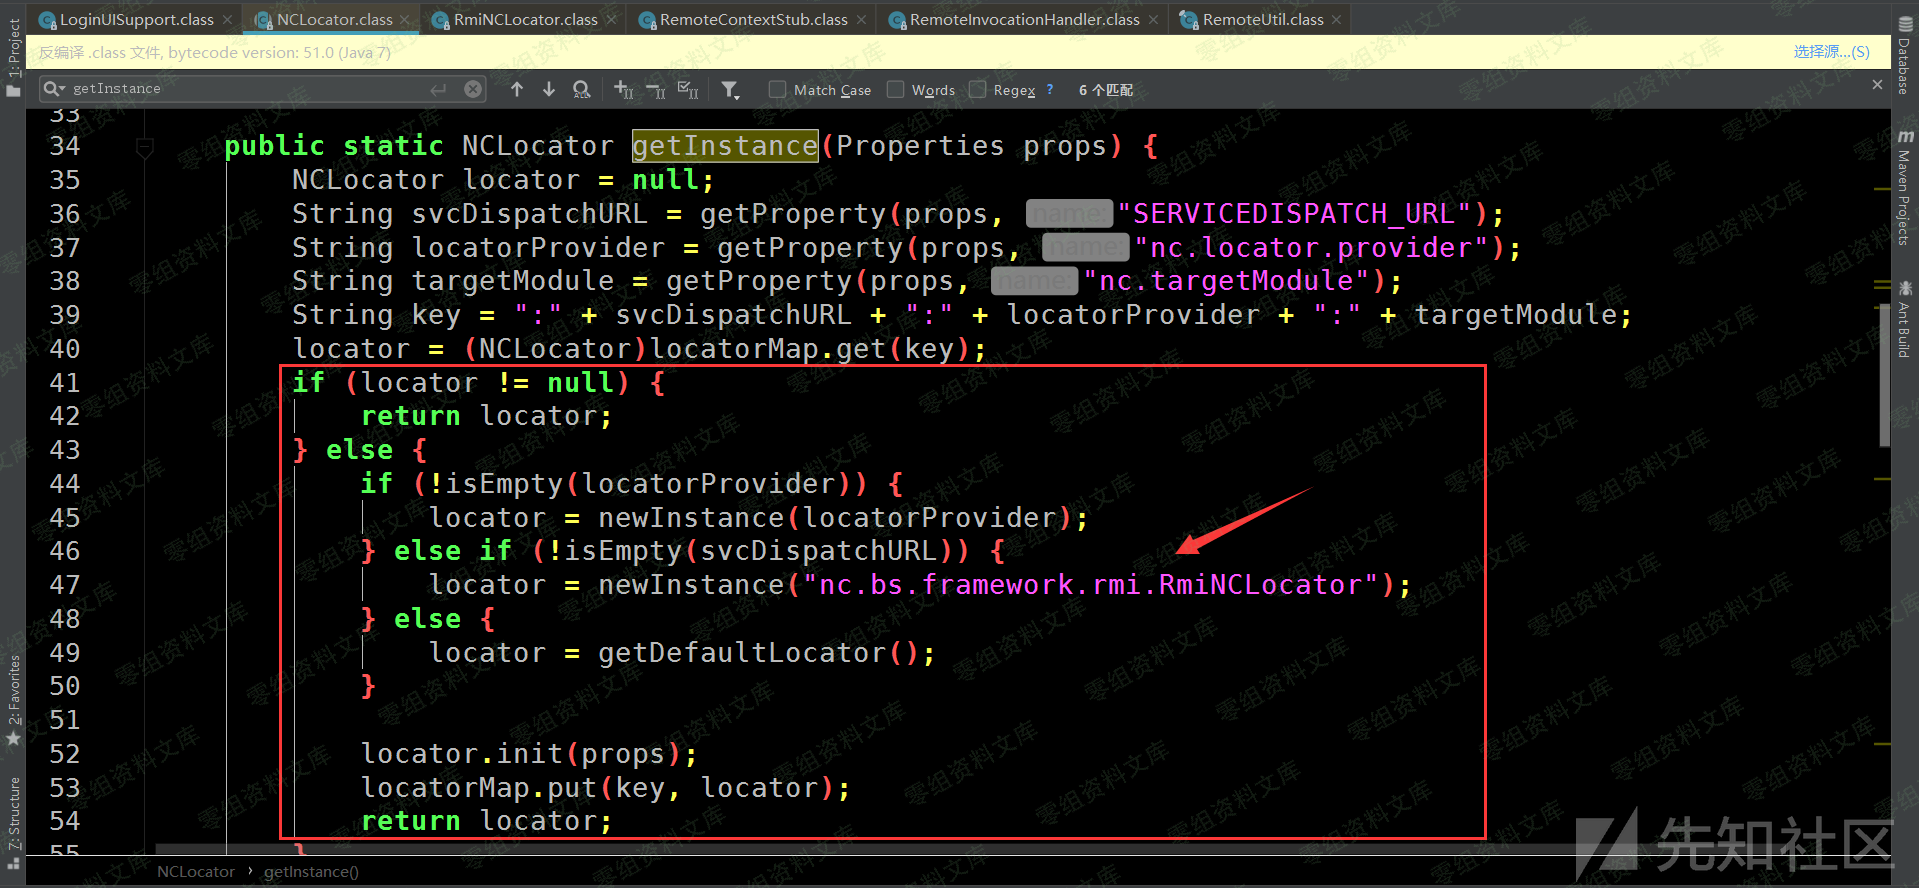 LoginUISupport.class × NCLocator.class × RmiNCLocator.class × RemoteContextStub.class × RemoteInvocationHandler.class × RemoteUtil.class ×
反编译 .class 文件, bytecode version: 51.0 (Java 7) 选择源...(S)
getInstance Match Case Words Regex ? 6 个匹配
33
34 public static NCLocator getInstance(Properties props) {
35 NCLocator locator = null;
36 String svcDispatchURL = getProperty(props, name: "SERVICEDISPATCH_URL");
37 String locatorProvider = getProperty(props, name: "nc.locator.provider");
38 String targetModule = getProperty(props, name: "nc.targetModule");
39 String key = ":" + svcDispatchURL + ":" + locatorProvider + ":" + targetModule;
40 locator = (NCLocator)locatorMap.get(key);
41 if (locator != null) {
42 return locator;
43 } else {
44 if (!isEmpty(locatorProvider)) {
45 locator = newInstance(locatorProvider);
46 } else if (!isEmpty(svcDispatchURL)) {
47 locator = newInstance("nc.bs.framework.rmi.RmiNCLocator");
48 } else {
49 locator = getDefaultLocator();
50 }
51
52 locator.init(props);
53 locatorMap.put(key, locator);
54 return locator;
55 }
NCLocator › getInstance()
1: Project
2: Favorites
7: Structure
Database
Maven Projects
Ant Build
零组资料文库
先知社区